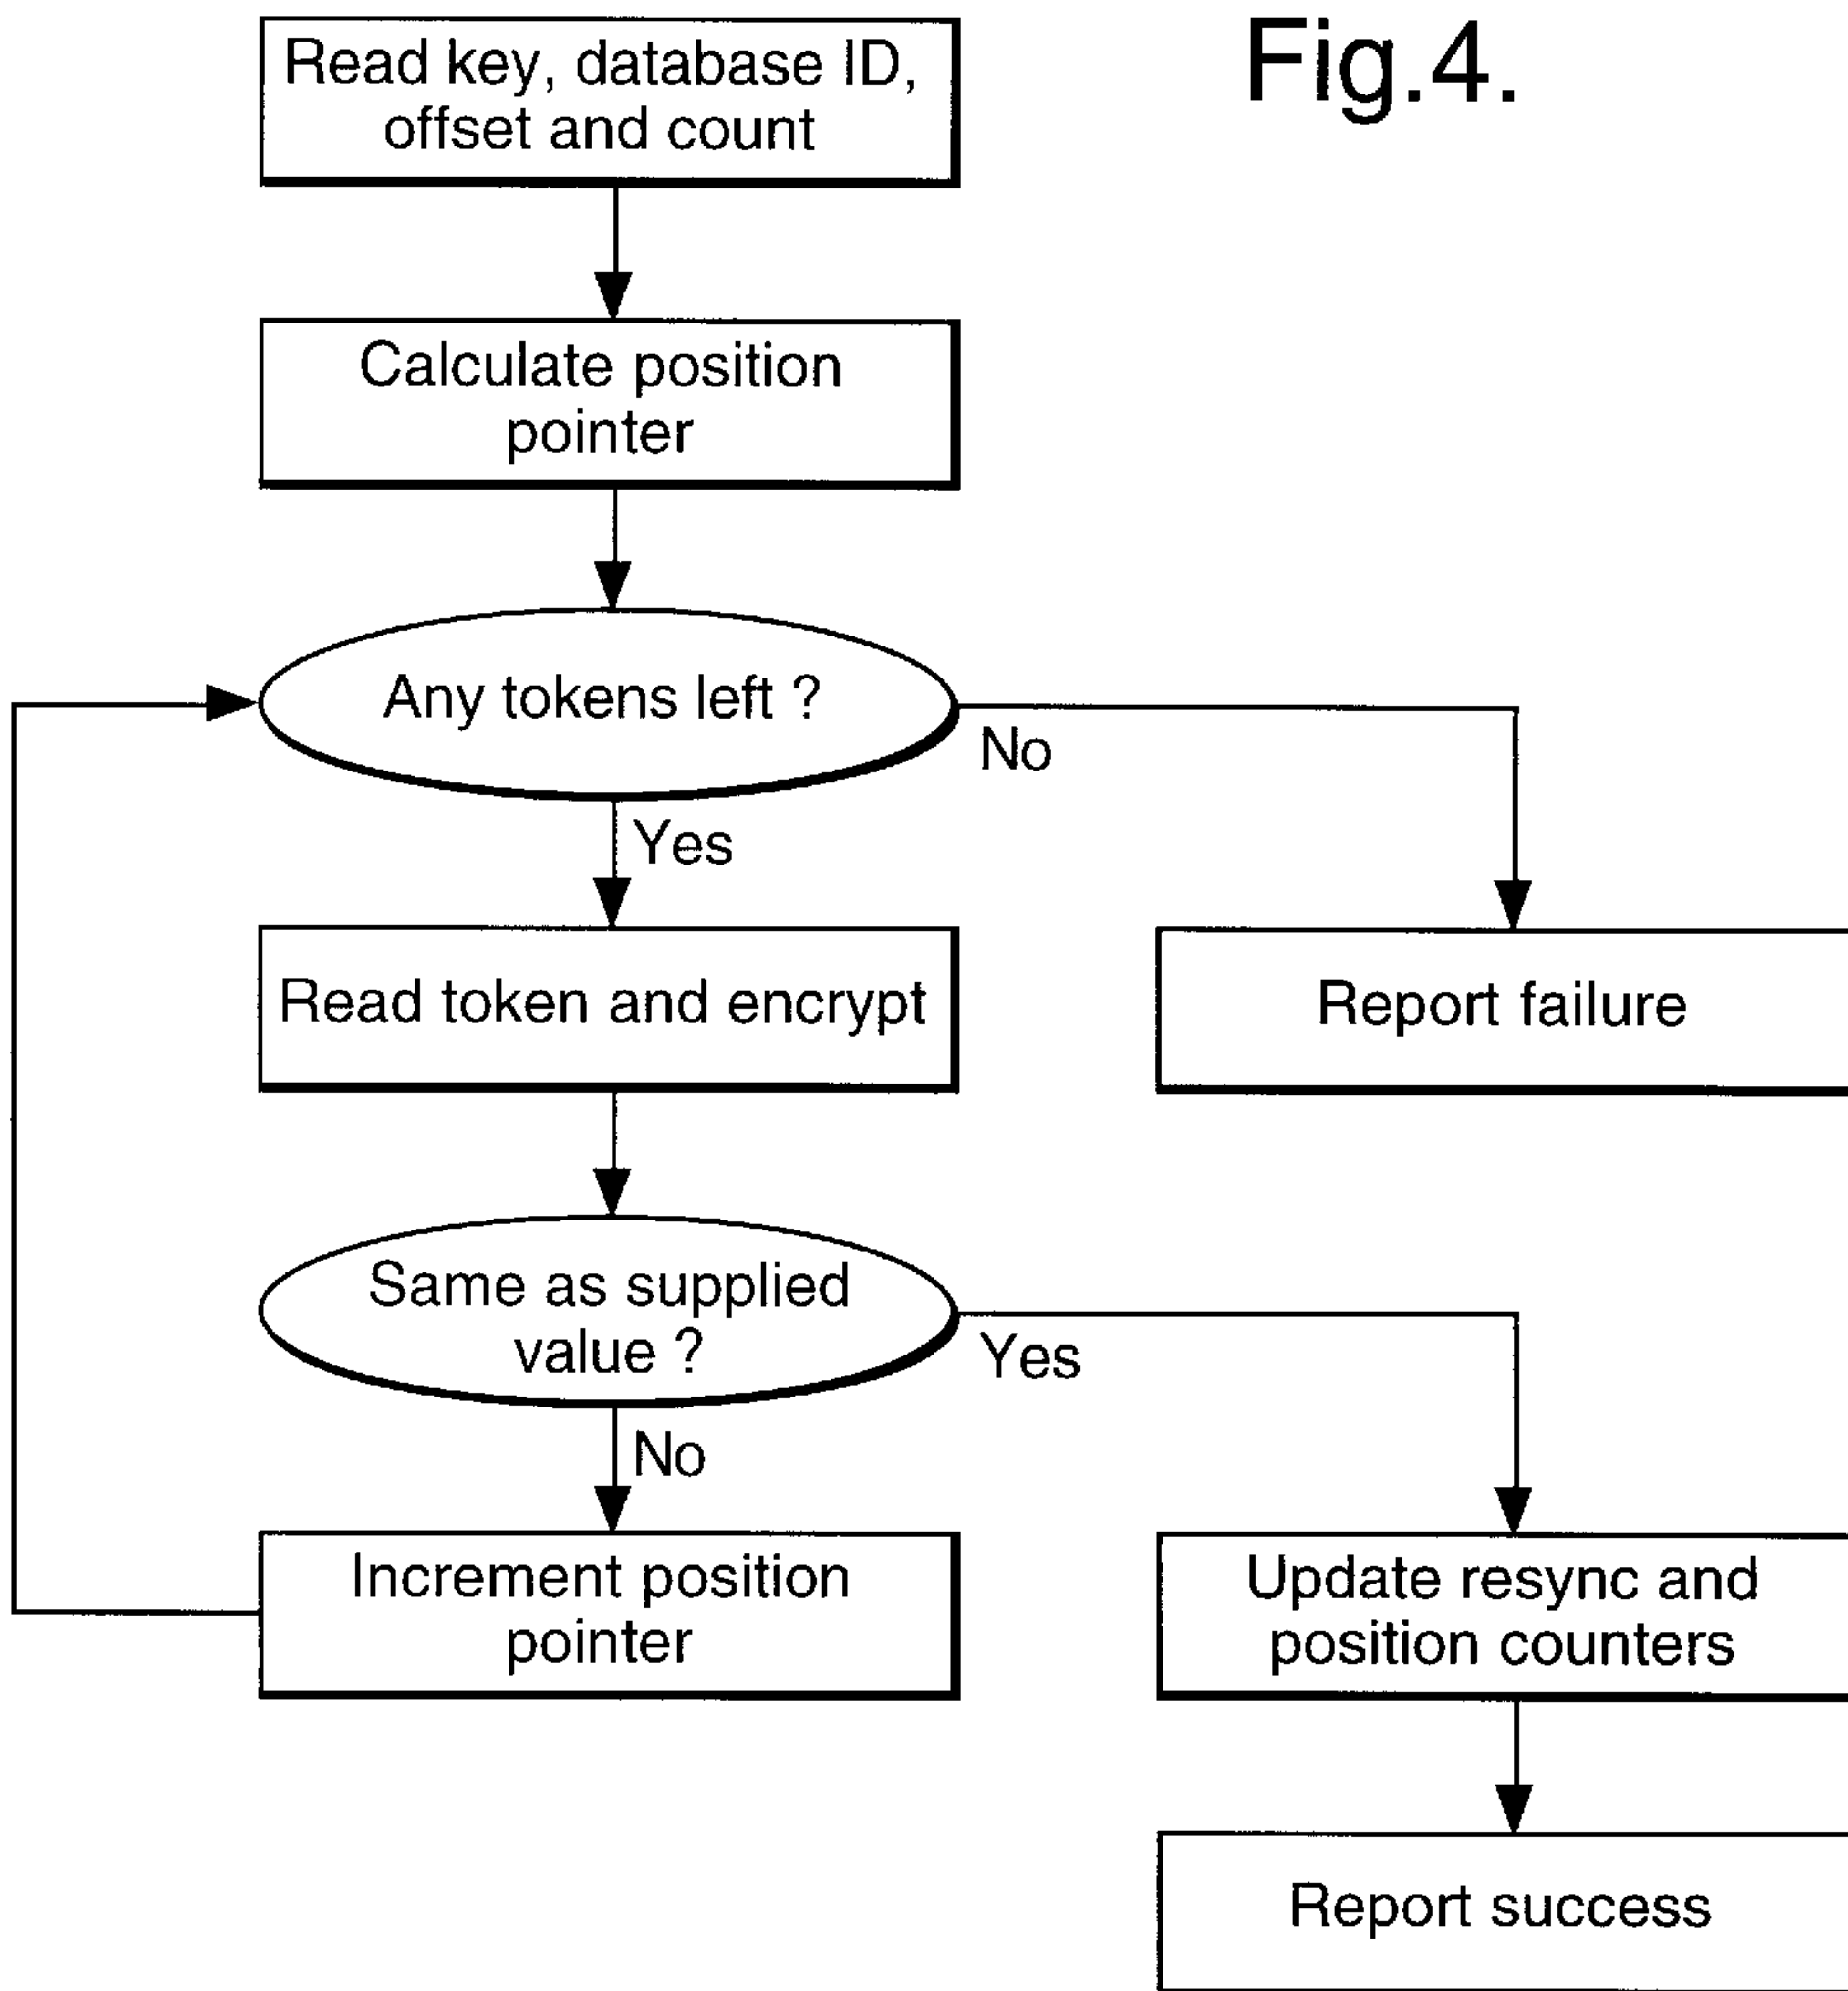 Fig.4.
Read key, database ID,
offset and count
Calculate position
pointer
Any tokens left ?
No
Yes
Read token and encrypt
Report failure
Same as supplied
value ?
Yes
No
Increment position
pointer
Update resync and
position counters
Report success